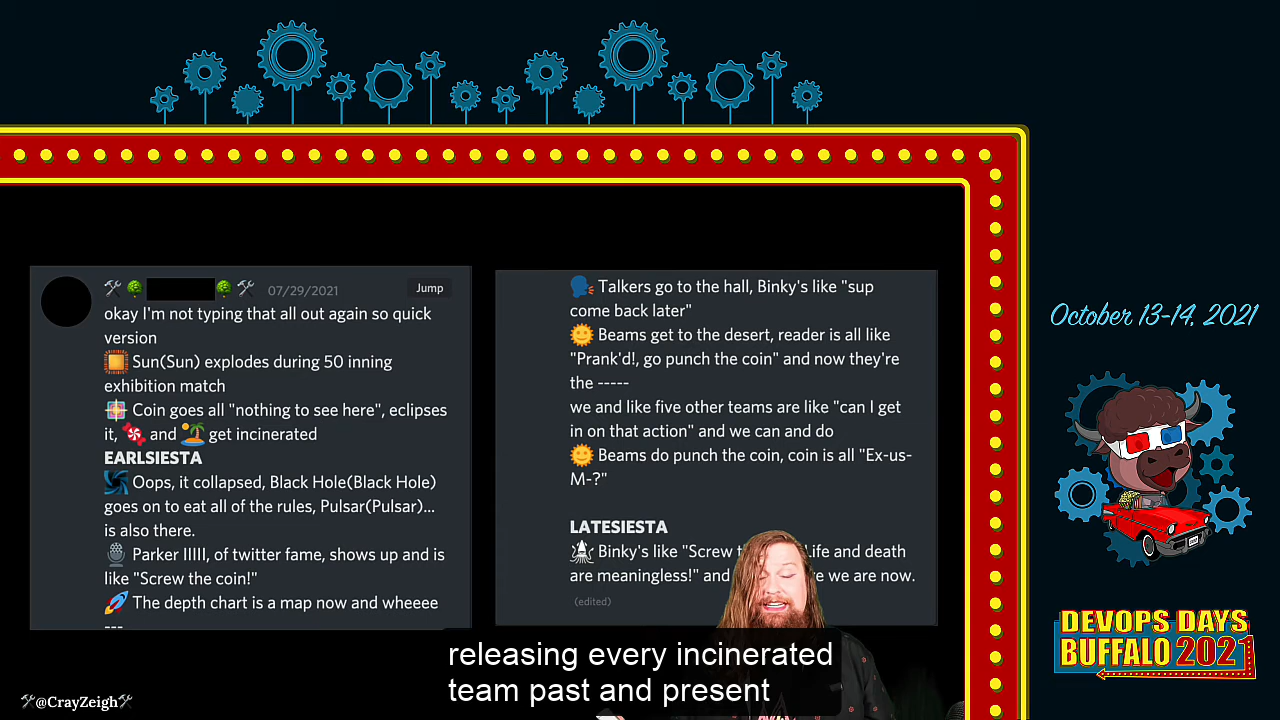 07/29/2021
Jump
okay I'm not typing that all out again so quick
version
Sun(Sun) explodes during 50 inning
exhibition match
Coin goes all "nothing to see here", eclipses
it, and get incinerated
EARLSIESTA
Oops, it collapsed, Black Hole(Black Hole)
goes on to eat all of the rules, Pulsar(Pulsar)...
is also there.
Parker IIIII, of twitter fame, shows up and is
like "Screw the coin!"
The depth chart is a map now and wheeee
---
Talkers go to the hall, Binky's like "sup
come back later"
Beams get to the desert, reader is all like
"Prank'd!, go punch the coin" and now they're
the -----
we and like five other teams are like "can I get
in on that action" and we can and do
Beams do punch the coin, coin is all "Ex-us-
M-?"
LATESIESTA
Binky's like "Screw life and death
are meaningless!" and we are now.
(edited)
releasing every incinerated
team past and present
@CrayZeigh
October 13-14, 2021
DEVOPS DAYS
BUFFALO 2021